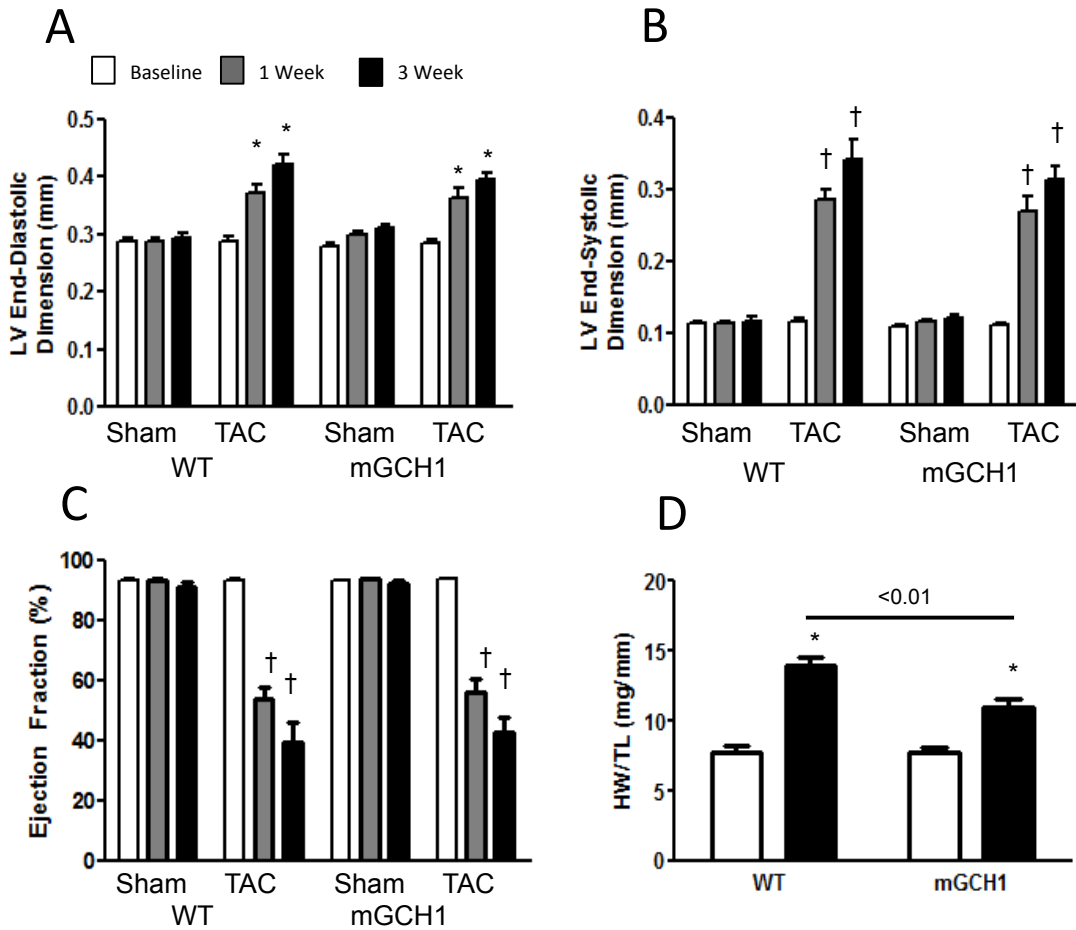 A
Baseline
1 Week
3 Week
LV End-Diastolic
Dimension (mm)
0.5
0.4
0.3
0.2
0.1
0.0
* * * *
Sham TAC Sham TAC
WT mGCH1
B
LV End-Systolic
Dimension (mm)
0.4
0.3
0.2
0.1
0.0
† † † †
Sham TAC Sham TAC
WT mGCH1
C
Ejection Fraction (%)
100
80
60
40
20
0
† † † †
Sham TAC Sham TAC
WT mGCH1
D
HW/TL (mg/mm)
20
15
10
5
0
<0.01
* *
WT mGCH1